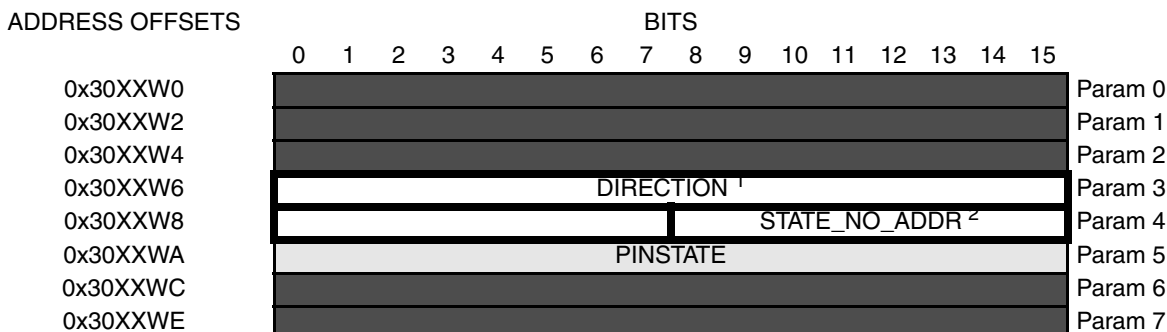 ADDRESS OFFSETS BITS
0 1 2 3 4 5 6 7 8 9 10 11 12 13 14 15
0x30XXW0 Param 0
0x30XXW2 Param 1
0x30XXW4 Param 2
0x30XXW6 DIRECTION 1 Param 3
0x30XXW8 STATE_NO_ADDR 2 Param 4
0x30XXWA PINSTATE Param 5
0x30XXWC Param 6
0x30XXWE Param 7